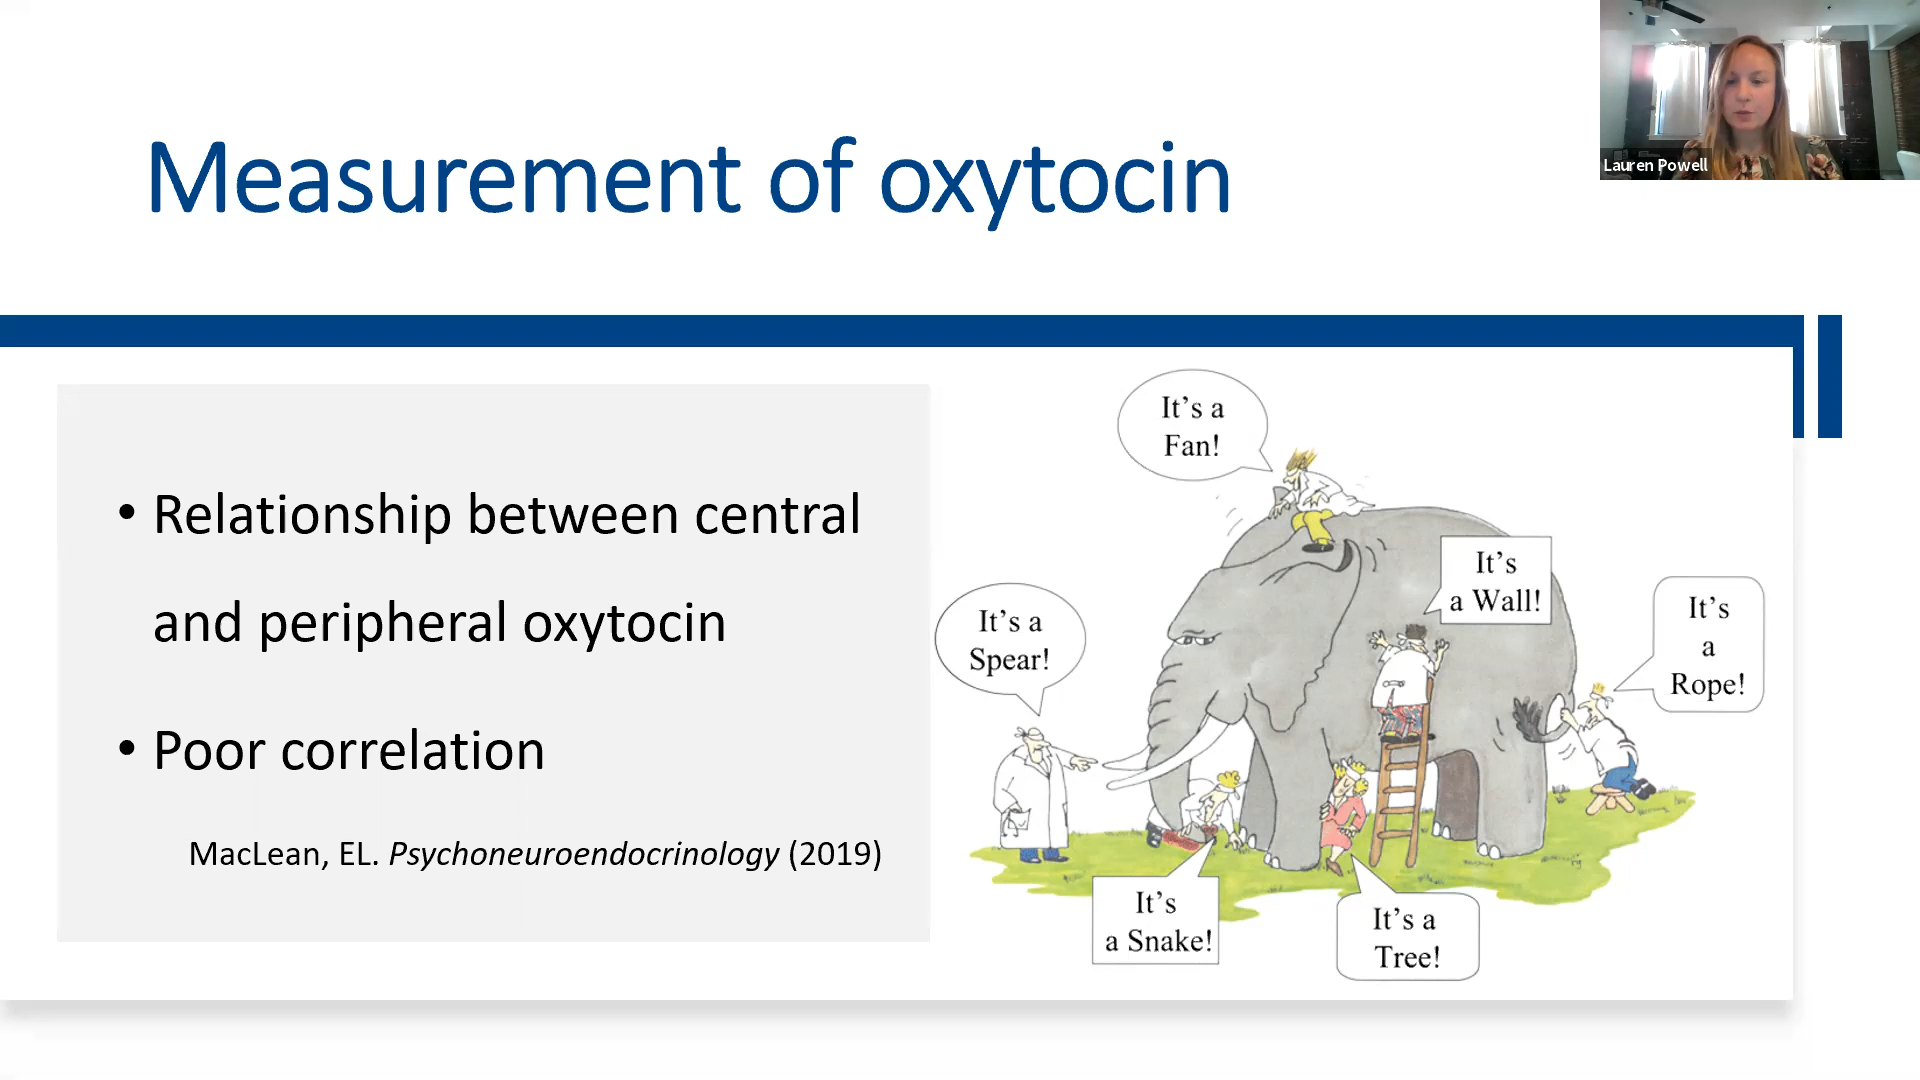 Measurement of oxytocin
Lauren Powell
• Relationship between central
and peripheral oxytocin
• Poor correlation
MacLean, EL. Psychoneuroendocrinology (2019)
It's a
Fan!
It's
a Wall!
It's a
Spear!
It's
a
Rope!
It's
a Snake!
It's a
Tree!